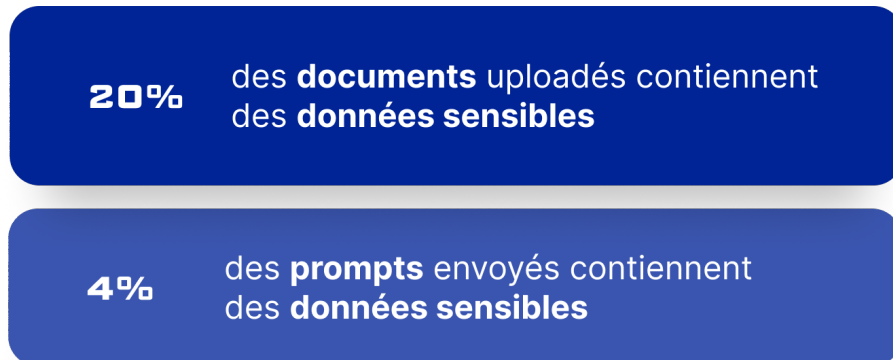 20%
des documents uploadés contiennent
des données sensibles
4%
des prompts envoyés contiennent
des données sensibles